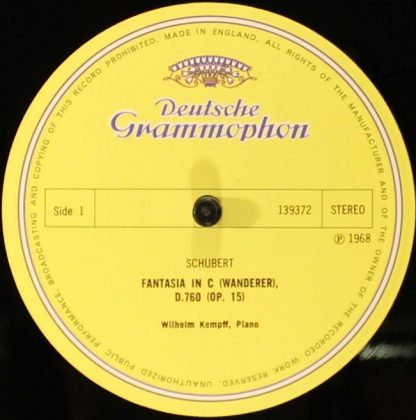 MADE IN ENGLAND. ALL RIGHTS OF THE MANUFACTURER AND OF THE OWNER OF THE RECORDED WORK RESERVED. UNAUTHORIZED PUBLIC PERFORMANCE, BROADCASTING AND COPYING OF THIS RECORD PROHIBITED.
Deutsche
Grammophon
Side 1 139372 STEREO
Ⓟ 1968
SCHUBERT
FANTASIA IN C (WANDERER),
D.760 (OP. 15)
Wilhelm Kempff, Piano